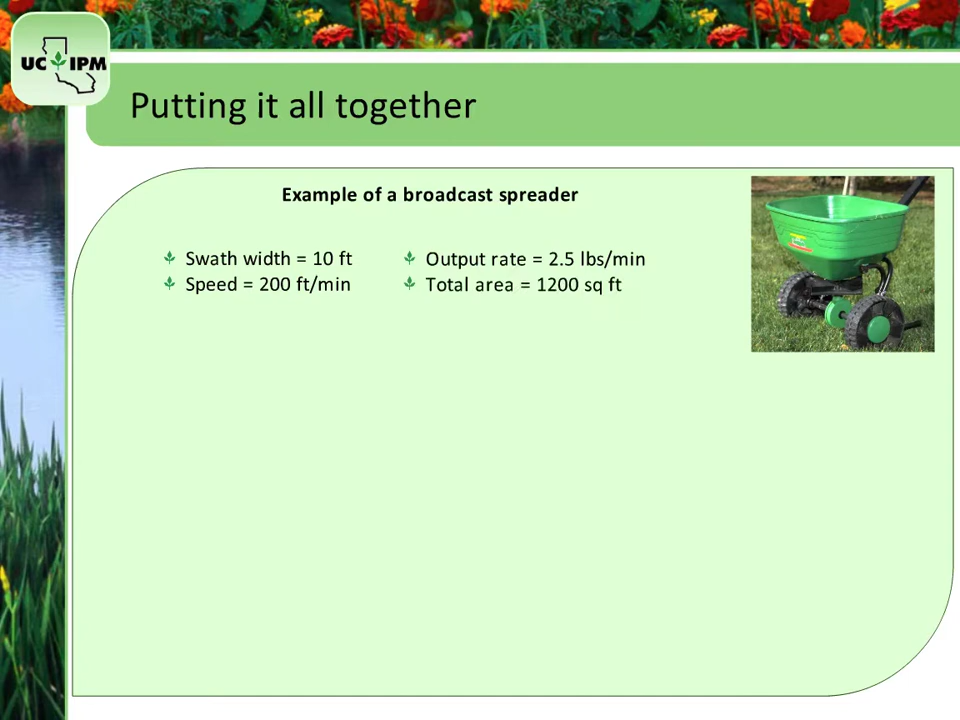 UC IPM
Putting it all together
Example of a broadcast spreader
Swath width = 10 ft
Speed = 200 ft/min
Output rate = 2.5 lbs/min
Total area = 1200 sq ft